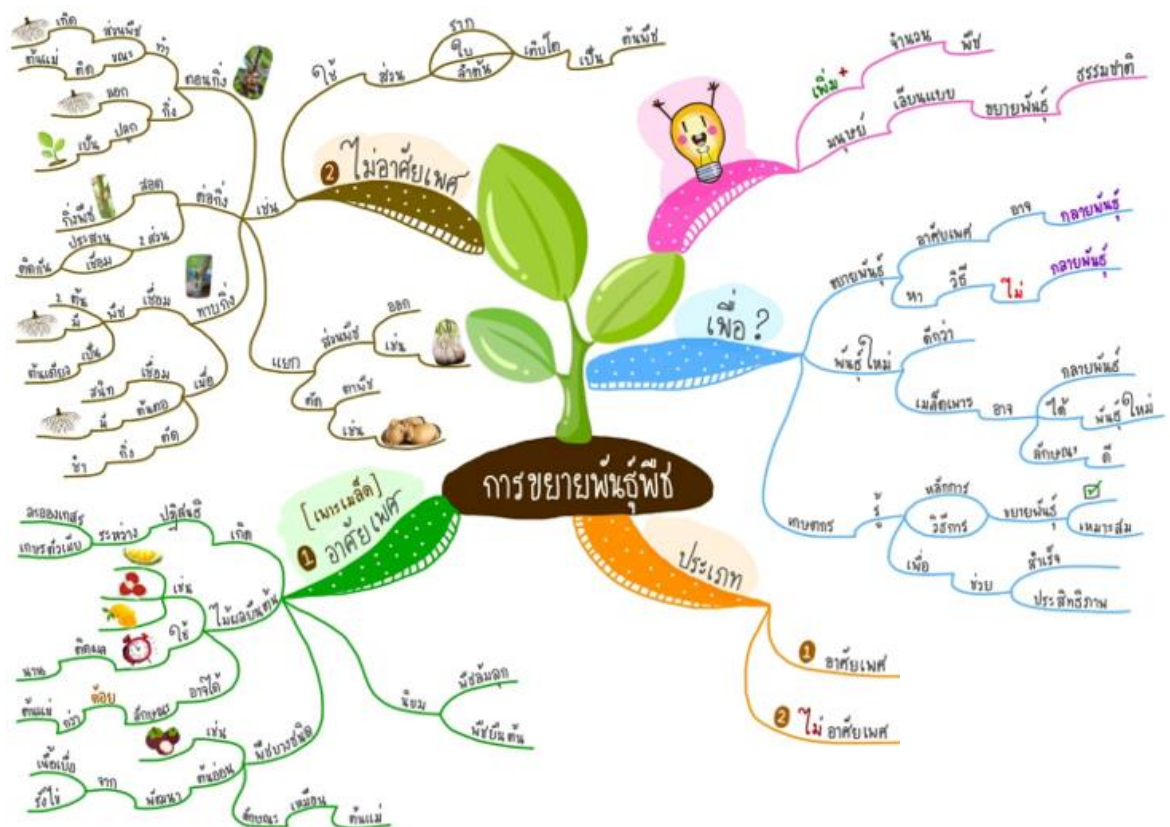 การขยายพันธุ์พืช
เพิ่ม+
จำนวน
พืช
มนุษย์
เลียนแบบ
ขยายพันธุ์
ธรรมชาติ
เพื่อ?
ขยายพันธุ์
อาศัยเพศ
อาจ
กลายพันธุ์
หา
วิธี
ไม่
กลายพันธุ์
พันธุ์ใหม่
ดีกว่า
เมล็ดเพาะ
อาจ
กลายพันธุ์
ได้
พันธุ์ใหม่
ลักษณะ
ดี
เกษตกร
รู้
หลักการ
วิธีการ
ขยายพันธุ์
เหมาะสม
เพื่อ
ช่วย
สำเร็จ
ประสิทธิภาพ
ประเภท
1 อาศัยเพศ
2 ไม่อาศัยเพศ
[เพาะเมล็ด]
1 อาศัยเพศ
เกิด
ปฏิสนธิ
ระหว่าง
ละอองเกสร
เกษรตัวเมีย
ไม้ผลยืนต้น
เช่น
ใช้
ติดผล
นาน
อาจได้
ลักษณะ
ด้อย
กว่า
ต้นแม่
พืชบางชนิด
เช่น
ต้นอ่อน
พัฒนา
จาก
เนื้อเยื่อ
รังไข่
ลักษณะ
เหมือน
ต้นแม่
นิยม
พืชล้มลุก
พืชยืนต้น
2 ไม่อาศัยเพศ
ใช้
ส่วน
ราก
ใบ
ลำต้น
เติบโต
เป็น
ต้นพืช
เช่น
ตอนกิ่ง
ทำ
ส่วนพืช
เกิด
ขณะ
ติด
ต้นแม่
กิ่ง
ออก
ปลูก
เป็น
ต่อกิ่ง
สอด
กิ่งพืช
2 ส่วน
ประสาน
เชื่อม
ติดกัน
ทาบกิ่ง
เชื่อม
พืช
2 ต้น
มี
เป็น
ต้นเดียว
เมื่อ
เชื่อม
สนิท
ต้นตอ
มี
ตัด
กิ่ง
ชำ
แยก
ส่วนพืช
ออก
เช่น
ตัด
ตาพืช
เช่น